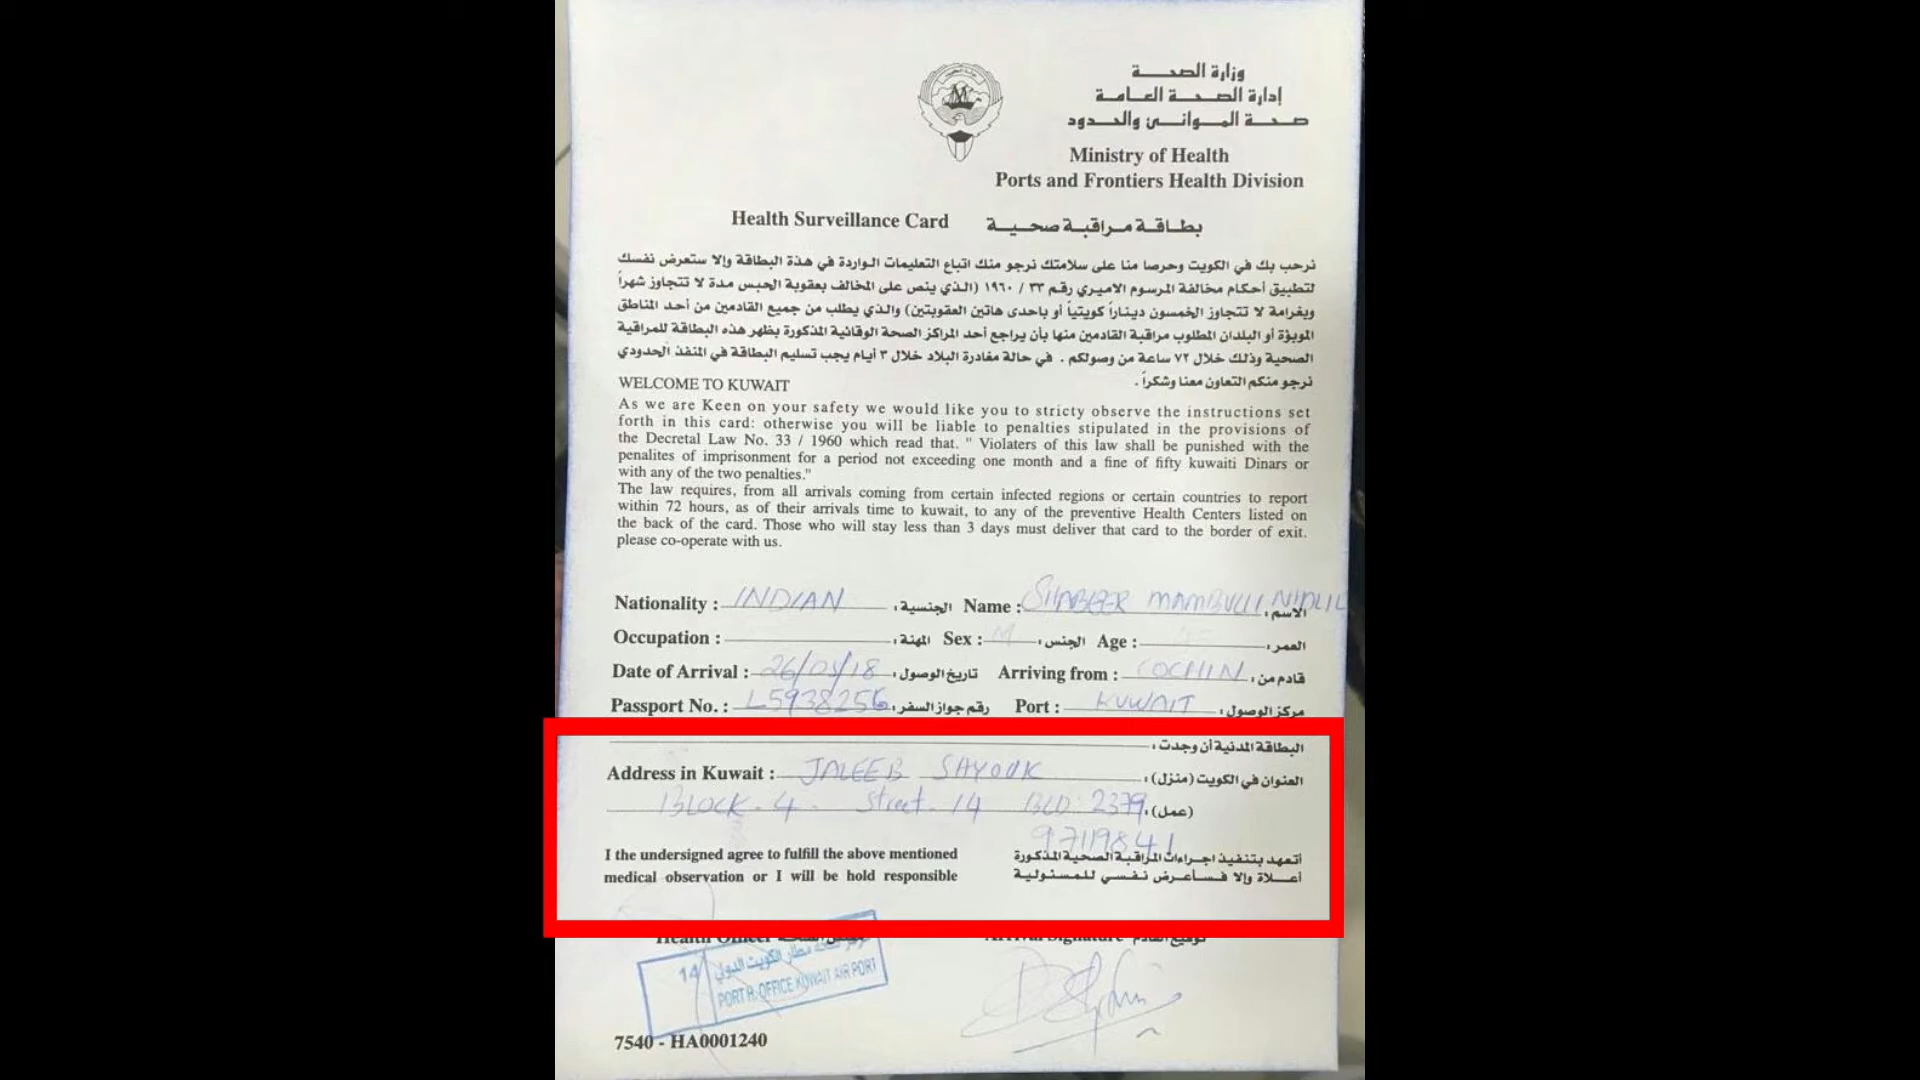 وزارة الصحة
إدارة الصحة العامة
صحة الموانئ والحدود
Ministry of Health
Ports and Frontiers Health Division
Health Surveillance Card بطاقة مراقبة صحية
نرحب بك في الكويت وحرصا منا على سلامتك نرجو منك اتباع التعليمات الواردة في هذة البطاقة وإلا ستعرض نفسك
لتطبيق أحكام مخالفة المرسوم الاميري رقم ٣٣ / ١٩٦٠ (الذي ينص على المخالف بعقوبة الحبس مدة لا تتجاوز شهراً
وبغرامة لا تتجاوز الخمسون ديناراً كويتياً أو باحدى هاتين العقوبتين) والذي يطلب من جميع القادمين من أحد المناطق
الموبؤة أو البلدان المطلوب مراقبة القادمين منها بأن يراجع أحد المراكز الصحة الوقائية المذكورة بظهر هذه البطاقة للمراقبة
الصحية وذلك خلال ٧٢ ساعة من وصولكم . في حالة مغادرة البلاد خلال ٣ أيام يجب تسليم البطاقة في المنفذ الحدودي
نرجو منكم التعاون معنا وشكراً .
WELCOME TO KUWAIT
As we are Keen on your safety we would like you to stricty observe the instructions set
forth in this card: otherwise you will be liable to penalties stipulated in the provisions of
the Decretal Law No. 33 / 1960 which read that. " Violaters of this law shall be punished with the
penalites of imprisonment for a period not exceeding one month and a fine of fifty kuwaiti Dinars or
with any of the two penalties."
The law requires, from all arrivals coming from certain infected regions or certain countries to report
within 72 hours, as of their arrivals time to kuwait, to any of the preventive Health Centers listed on
the back of the card. Those who will stay less than 3 days must deliver that card to the border of exit.
please co-operate with us.
Nationality : INDIAN الجنسية : Name : SHABEER الاسم :
Occupation : المهنة : Sex : M الجنس : Age : العمر :
Date of Arrival : 26/05/18 تاريخ الوصول : Arriving from : COCHIN قادم من :
Passport No. : L5938256 رقم جواز السفر : Port : KUWAIT مركز الوصول :
البطاقة المدنية أن وجدت :
Address in Kuwait : JALEEB SHYOUK العنوان في الكويت (منزل) :
BLOCK - 4 - Street - 14 BLD : 2379 (عمل) :
97119841
I the undersigned agree to fulfill the above mentioned أتعهد بتنفيذ اجراءات المراقبة الصحية المذكورة
medical observation or I will be hold responsible أعلاة وإلا فسأعرض نفسي للمسئولية
Health Officer Arrival Signature توقيع القادم
14 مطار الكويت الدولي
PORT H. OFFICE KUWAIT AIR PORT
7540 - HA0001240